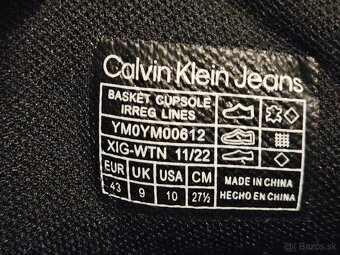 Calvin Klein Jeans
BASKET CUPSOLE
IRREG LINES
YM0YM00612
XIG-WTN 11/22
EUR UK USA CM
43 9 10 27½
MADE IN CHINA
HECHO EN CHINA
Bazoš.sk